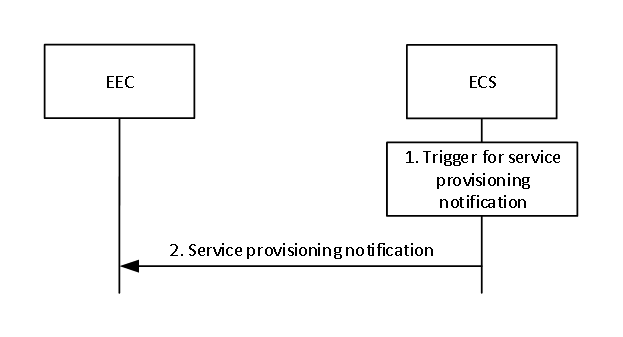 EEC
ECS
1. Trigger for service
provisioning
notification
2. Service provisioning notification